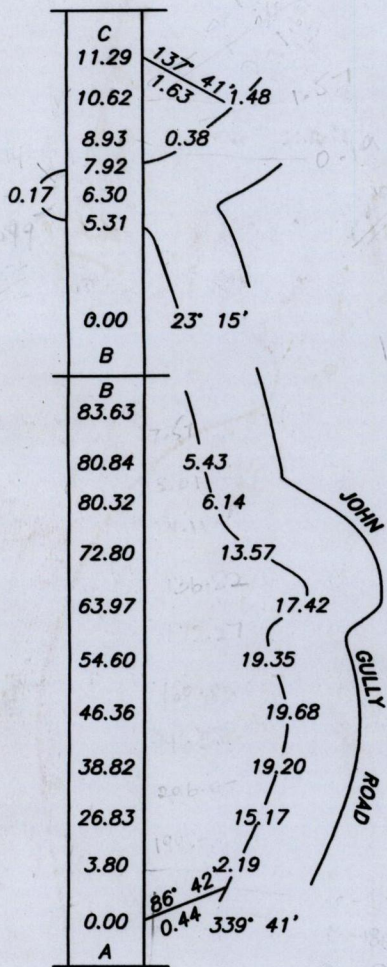 C
11.29 137° 41'
1.63
10.62 1.48
8.93 0.38
7.92
0.17 6.30
5.31
0.00 23° 15'
B
B
83.63
80.84 5.43
80.32 6.14
JOHN
72.80 13.57
63.97 17.42
54.60 19.35
GULLY
46.36 19.68
38.82 19.20
ROAD
26.83 15.17
3.80 2.19
86° 42'
0.44
0.00 339° 41'
A